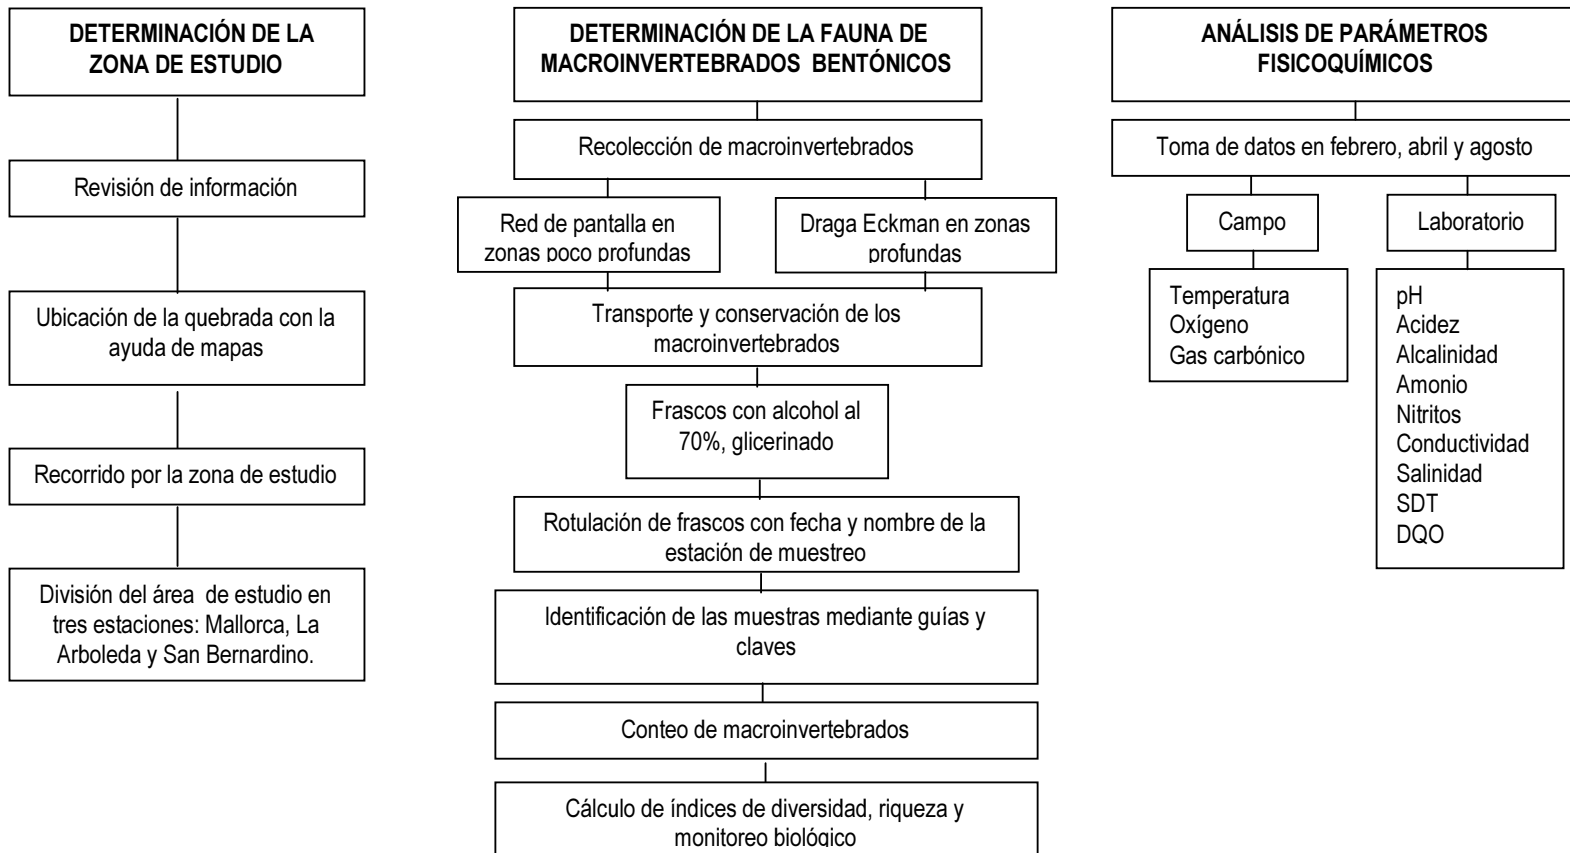 DETERMINACIÓN DE LA
ZONA DE ESTUDIO
Revisión de información
Ubicación de la quebrada con la
ayuda de mapas
Recorrido por la zona de estudio
División del área de estudio en
tres estaciones: Mallorca, La
Arboleda y San Bernardino.
DETERMINACIÓN DE LA FAUNA DE
MACROINVERTEBRADOS BENTÓNICOS
Recolección de macroinvertebrados
Red de pantalla en
zonas poco profundas
Draga Eckman en zonas
profundas
Transporte y conservación de los
macroinvertebrados
Frascos con alcohol al
70%, glicerinado
Rotulación de frascos con fecha y nombre de la
estación de muestreo
Identificación de las muestras mediante guías y
claves
Conteo de macroinvertebrados
Cálculo de índices de diversidad, riqueza y
monitoreo biológico
ANÁLISIS DE PARÁMETROS
FISICOQUÍMICOS
Toma de datos en febrero, abril y agosto
Campo
Temperatura
Oxígeno
Gas carbónico
Laboratorio
pH
Acidez
Alcalinidad
Amonio
Nitritos
Conductividad
Salinidad
SDT
DQO